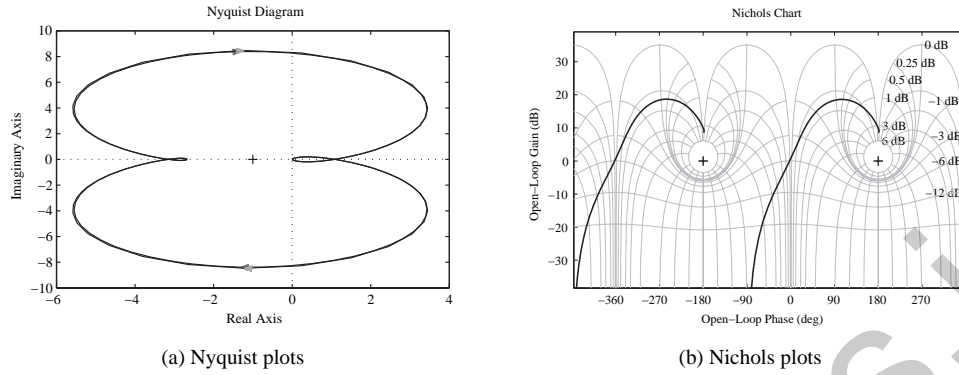 Nyquist Diagram
10
8
6
4
2
0
−2
−4
−6
−8
−10
−6
−4
−2
0
2
4
Real Axis
Imaginary Axis
(a) Nyquist plots
Nichols Chart
30
20
10
0
−10
−20
−30
0 dB
0.25 dB
0.5 dB
1 dB
−1 dB
3 dB
6 dB
−3 dB
−6 dB
−12 dB
−360
−270
−180
−90
0
90
180
270
Open−Loop Phase (deg)
Open−Loop Gain (dB)
(b) Nichols plots